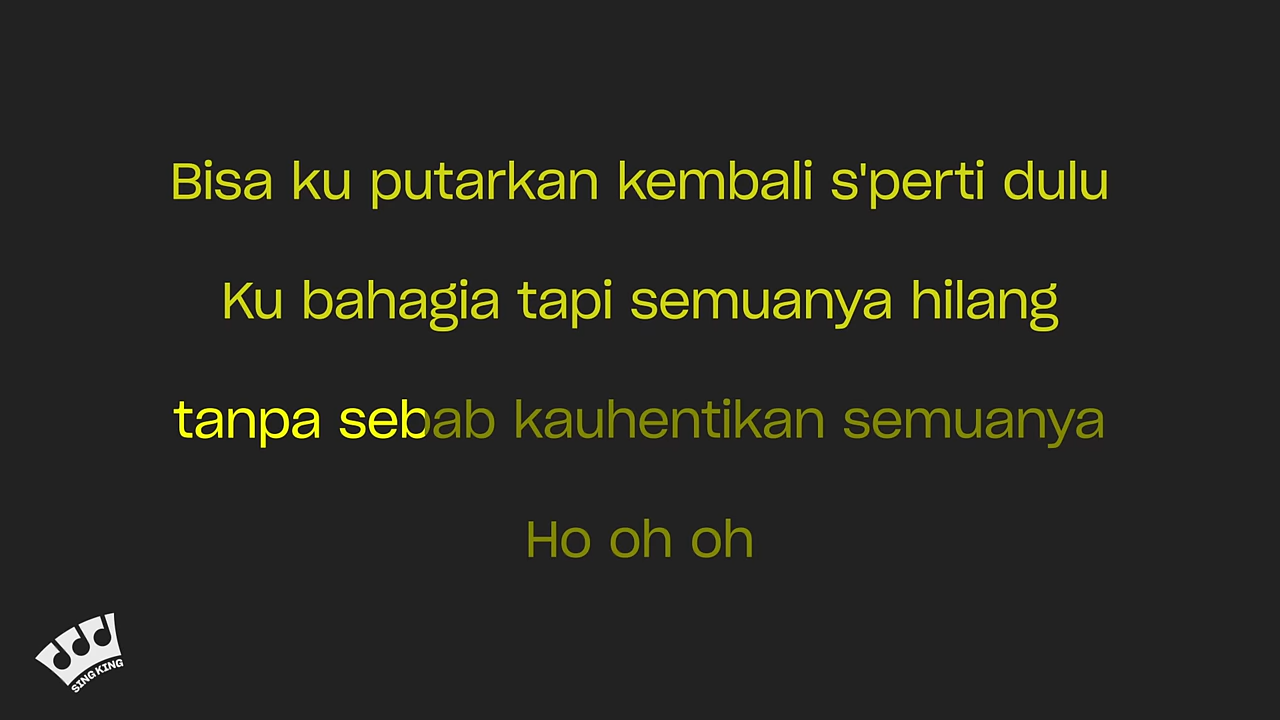 Bisa ku putarkan kembali s'perti dulu
Ku bahagia tapi semuanya hilang
tanpa sebab kauhentikan semuanya
Ho oh oh
SING KING